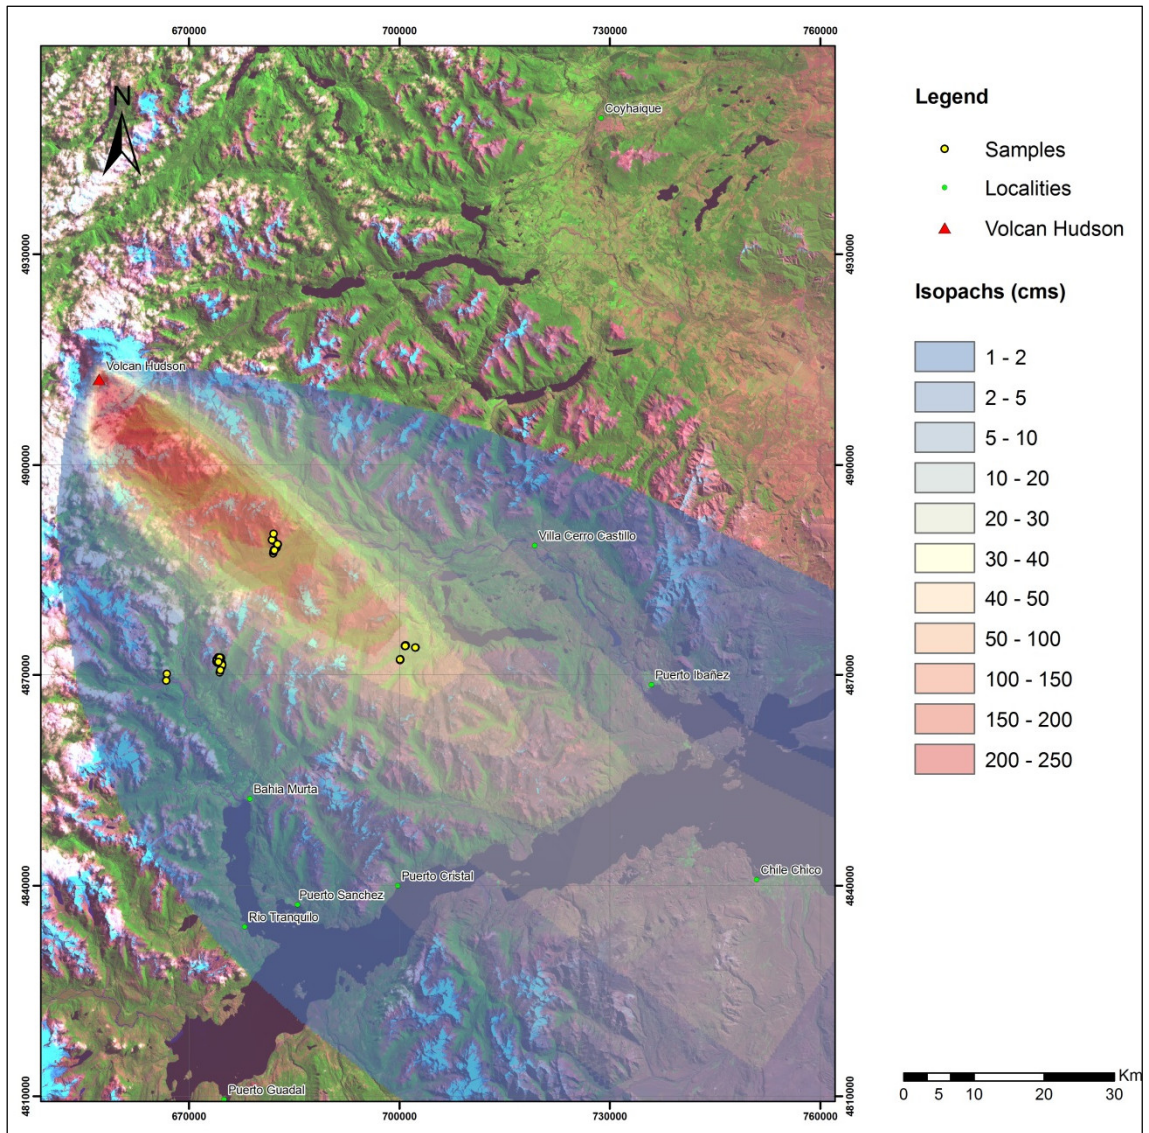 670000 700000 730000 760000
N
Coyhaique
4930000 4930000
Volcan Hudson
4900000 4900000
Villa Cerro Castillo
4870000 4870000
Puerto Ibañez
Bahia Murta
Chile Chico
Puerto Cristal
4840000 4840000
Puerto Sanchez
Rio Tranquilo
Puerto Guadal
4810000 4810000
670000 700000 730000 760000
Legend
Samples
Localities
Volcan Hudson
Isopachs (cms)
1 - 2
2 - 5
5 - 10
10 - 20
20 - 30
30 - 40
40 - 50
50 - 100
100 - 150
150 - 200
200 - 250
Km
0 5 10 20 30